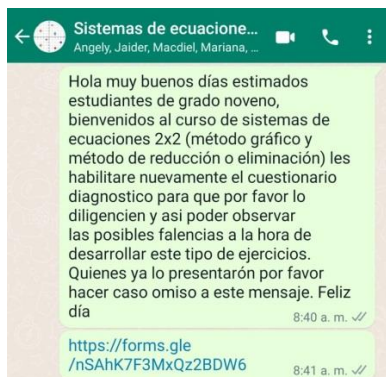 Sistemas de ecuacione...
Angely, Jaider, Macdiel, Mariana, ...
Hola muy buenos días estimados
estudiantes de grado noveno,
bienvenidos al curso de sistemas de
ecuaciones 2x2 (método gráfico y
método de reducción o eliminación) les
habilitare nuevamente el cuestionario
diagnostico para que por favor lo
diligencien y asi poder observar
las posibles falencias a la hora de
desarrollar este tipo de ejercicios.
Quienes ya lo presentarón por favor
hacer caso omiso a este mensaje. Feliz
día
8:40 a. m.
https://forms.gle
/nSAhK7F3MxQz2BDW6
8:41 a. m.